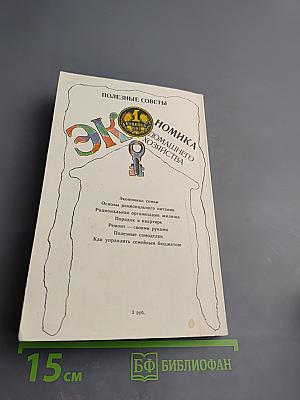 ПОЛЕЗНЫЕ СОВЕТЫ
ЭКОНОМИКА
ДОМАШНЕГО
ХОЗЯЙСТВА
Экономика семьи
Основы рационального питания
Рациональная организация жилища
Порядок в квартире
Ремонт — своими руками
Полезные самоделки
Как управлять семейным бюджетом
5 руб.
15 см
БФ БИБЛИОФАН